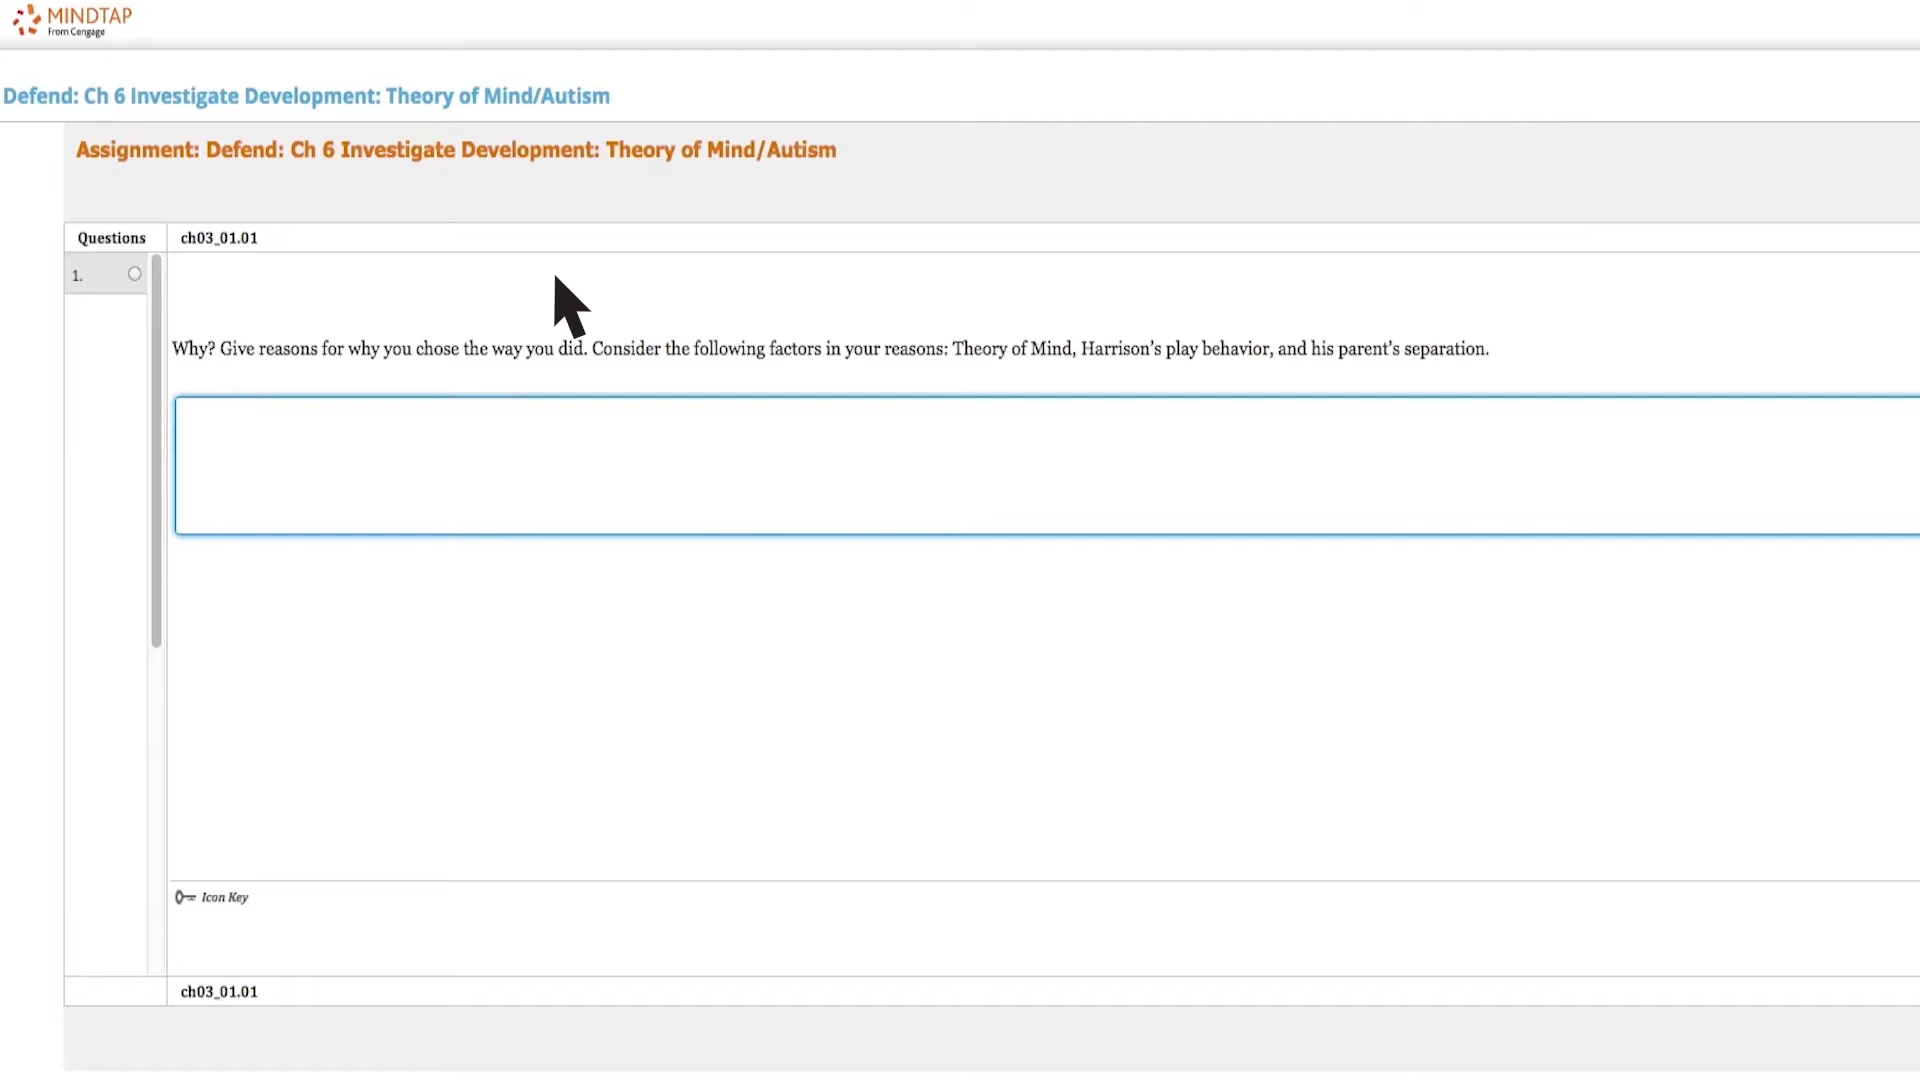 MINDTAP
From Cengage
Defend: Ch 6 Investigate Development: Theory of Mind/Autism
Assignment: Defend: Ch 6 Investigate Development: Theory of Mind/Autism
Questions
ch03_01.01
1.
Why? Give reasons for why you chose the way you did. Consider the following factors in your reasons: Theory of Mind, Harrison's play behavior, and his parent's separation.
Icon Key
ch03_01.01